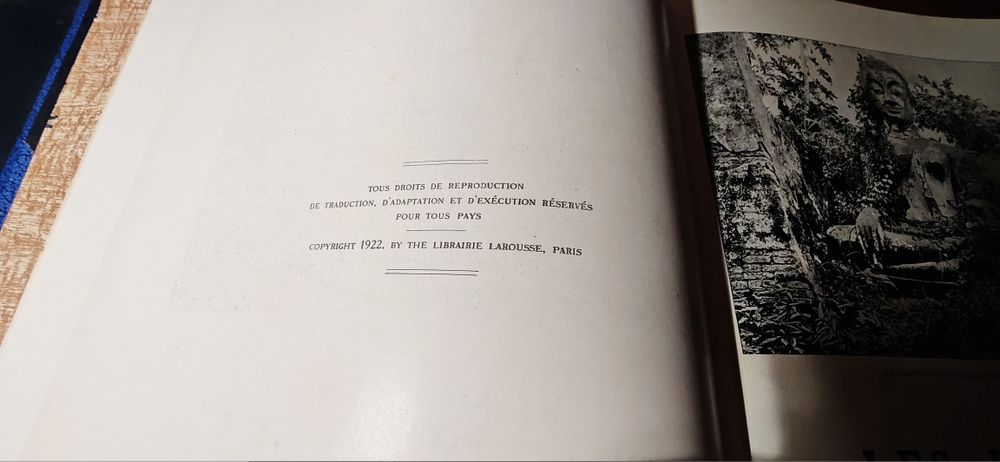 TOUS DROITS DE REPRODUCTION
DE TRADUCTION, D'ADAPTATION ET D'EXÉCUTION RÉSERVÉS
POUR TOUS PAYS
COPYRIGHT 1922, BY THE LIBRAIRIE LAROUSSE, PARIS
LES